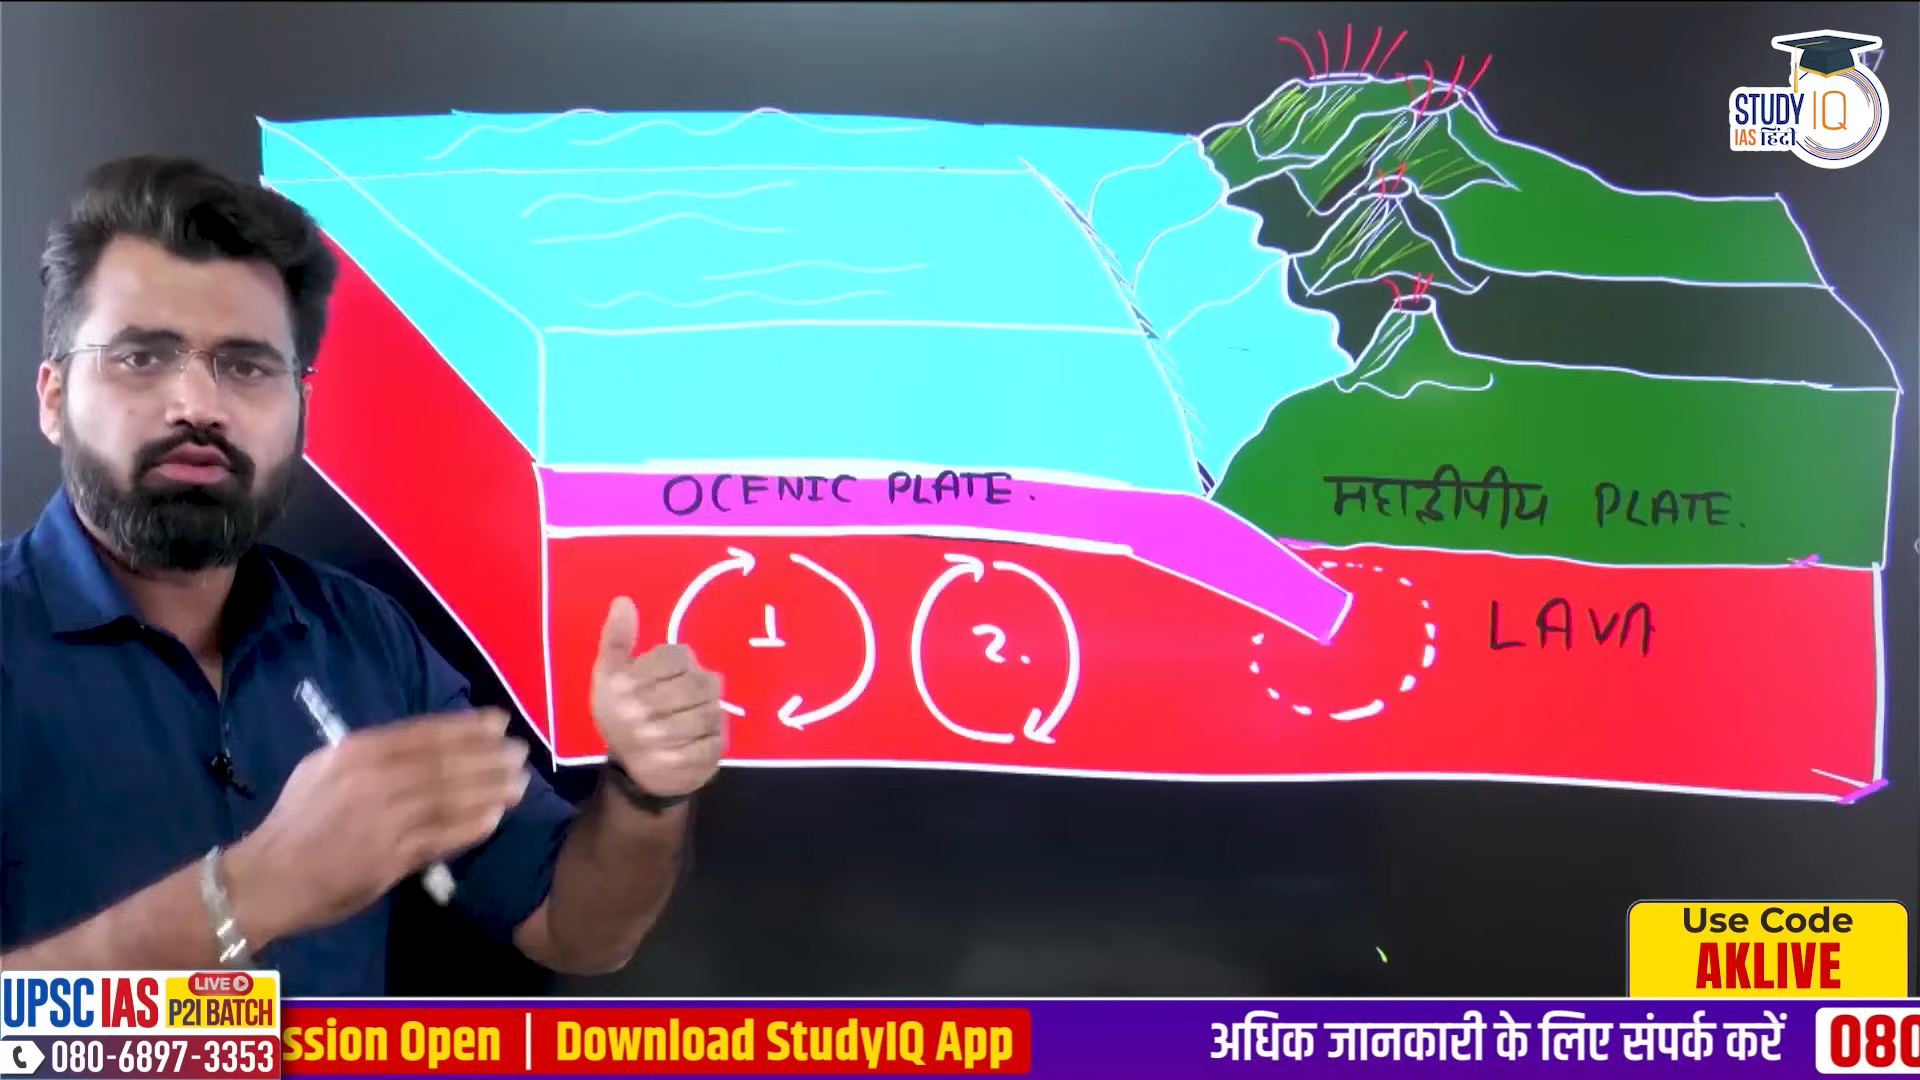 STUDY IQ
IAS हिंदी
OCENIC PLATE.
महाद्वीपीय PLATE.
1
2.
LAVA
Use Code
AKLIVE
LIVE
UPSC IAS P2I BATCH
080-6897-3353
ssion Open | Download StudyIQ App
अधिक जानकारी के लिए संपर्क करें
080